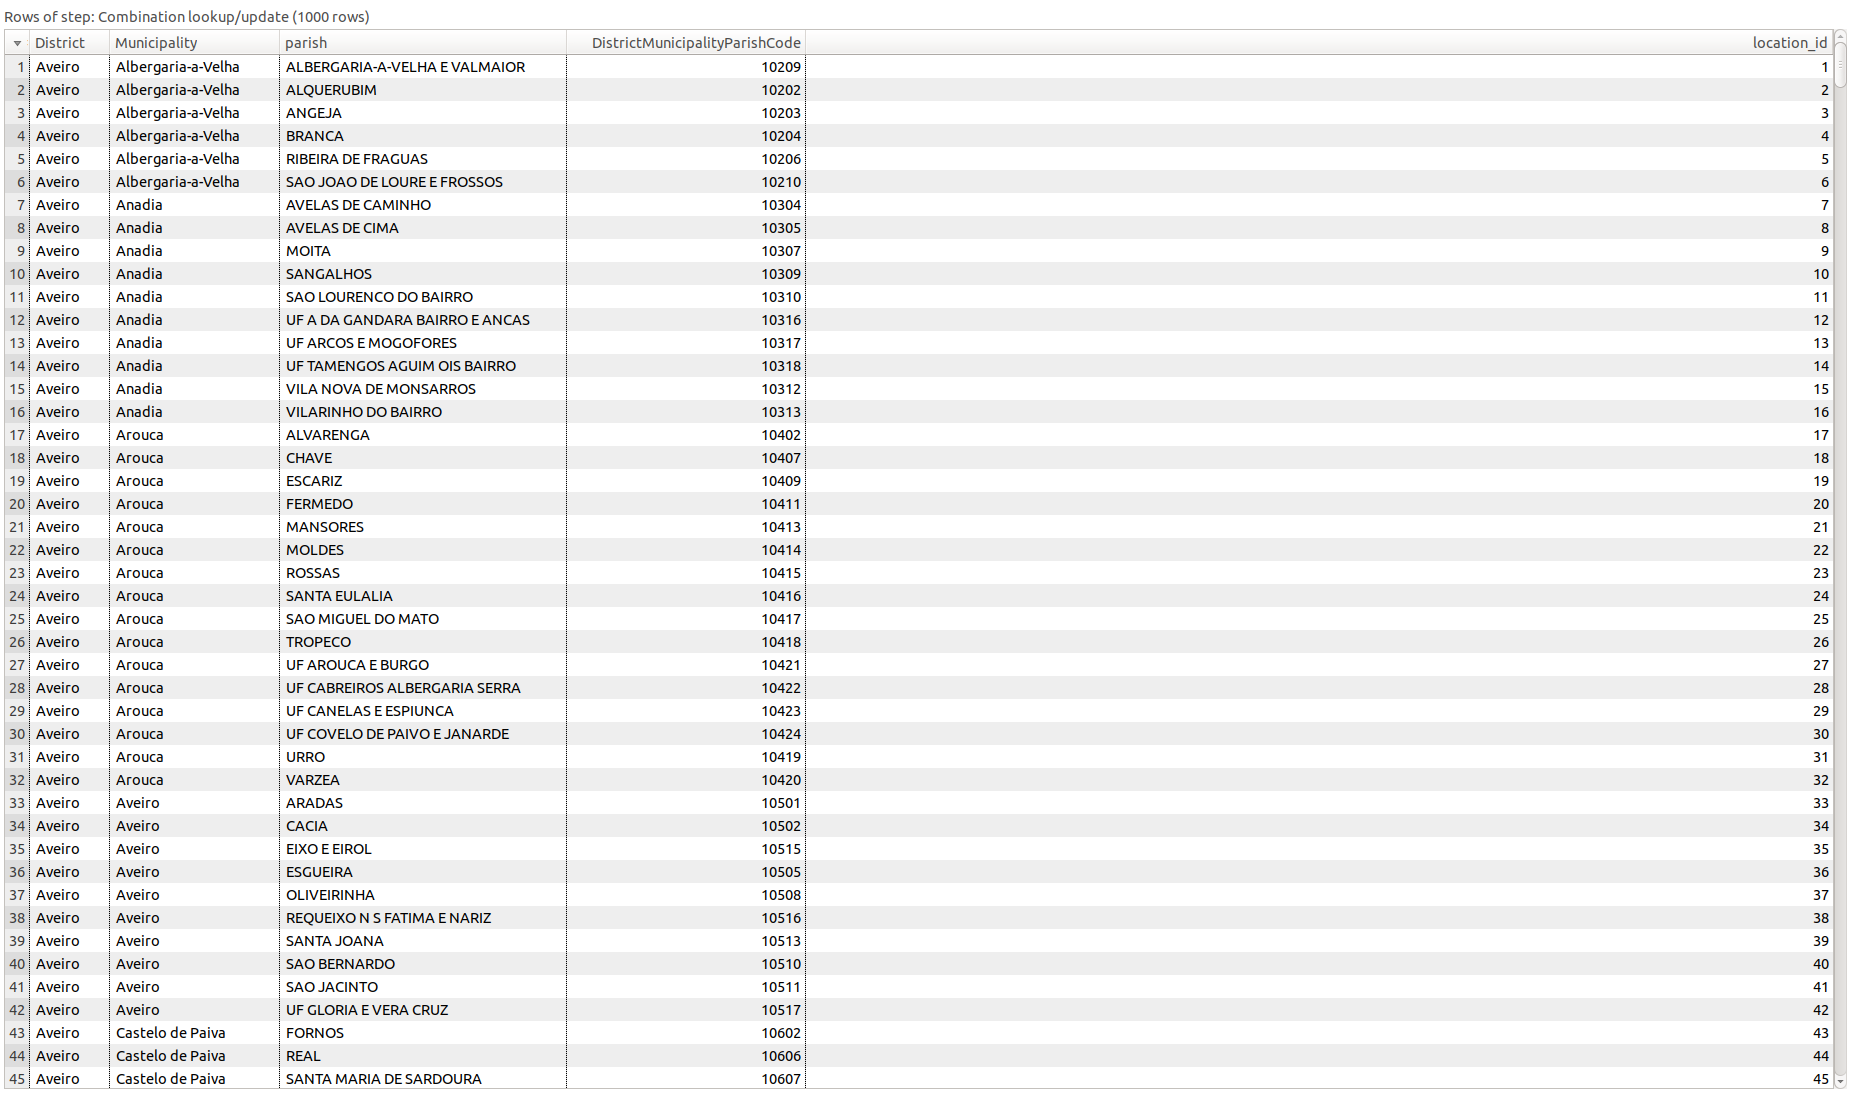 Rows of step: Combination lookup/update (1000 rows)
District Municipality parish DistrictMunicipalityParishCode location_id
1 Aveiro Albergaria-a-Velha ALBERGARIA-A-VELHA E VALMAIOR 10209 1
2 Aveiro Albergaria-a-Velha ALQUERUBIM 10202 2
3 Aveiro Albergaria-a-Velha ANGEJA 10203 3
4 Aveiro Albergaria-a-Velha BRANCA 10204 4
5 Aveiro Albergaria-a-Velha RIBEIRA DE FRAGUAS 10206 5
6 Aveiro Albergaria-a-Velha SAO JOAO DE LOURE E FROSSOS 10210 6
7 Aveiro Anadia AVELAS DE CAMINHO 10304 7
8 Aveiro Anadia AVELAS DE CIMA 10305 8
9 Aveiro Anadia MOITA 10307 9
10 Aveiro Anadia SANGALHOS 10309 10
11 Aveiro Anadia SAO LOURENCO DO BAIRRO 10310 11
12 Aveiro Anadia UF A DA GANDARA BAIRRO E ANCAS 10316 12
13 Aveiro Anadia UF ARCOS E MOGOFORES 10317 13
14 Aveiro Anadia UF TAMENGOS AGUIM OIS BAIRRO 10318 14
15 Aveiro Anadia VILA NOVA DE MONSARROS 10312 15
16 Aveiro Anadia VILARINHO DO BAIRRO 10313 16
17 Aveiro Arouca ALVARENGA 10402 17
18 Aveiro Arouca CHAVE 10407 18
19 Aveiro Arouca ESCARIZ 10409 19
20 Aveiro Arouca FERMEDO 10411 20
21 Aveiro Arouca MANSORES 10413 21
22 Aveiro Arouca MOLDES 10414 22
23 Aveiro Arouca ROSSAS 10415 23
24 Aveiro Arouca SANTA EULALIA 10416 24
25 Aveiro Arouca SAO MIGUEL DO MATO 10417 25
26 Aveiro Arouca TROPECO 10418 26
27 Aveiro Arouca UF AROUCA E BURGO 10421 27
28 Aveiro Arouca UF CABREIROS ALBERGARIA SERRA 10422 28
29 Aveiro Arouca UF CANELAS E ESPIUNCA 10423 29
30 Aveiro Arouca UF COVELO DE PAIVO E JANARDE 10424 30
31 Aveiro Arouca URRO 10419 31
32 Aveiro Arouca VARZEA 10420 32
33 Aveiro Aveiro ARADAS 10501 33
34 Aveiro Aveiro CACIA 10502 34
35 Aveiro Aveiro EIXO E EIROL 10515 35
36 Aveiro Aveiro ESGUEIRA 10505 36
37 Aveiro Aveiro OLIVEIRINHA 10508 37
38 Aveiro Aveiro REQUEIXO N S FATIMA E NARIZ 10516 38
39 Aveiro Aveiro SANTA JOANA 10513 39
40 Aveiro Aveiro SAO BERNARDO 10510 40
41 Aveiro Aveiro SAO JACINTO 10511 41
42 Aveiro Aveiro UF GLORIA E VERA CRUZ 10517 42
43 Aveiro Castelo de Paiva FORNOS 10602 43
44 Aveiro Castelo de Paiva REAL 10606 44
45 Aveiro Castelo de Paiva SANTA MARIA DE SARDOURA 10607 45